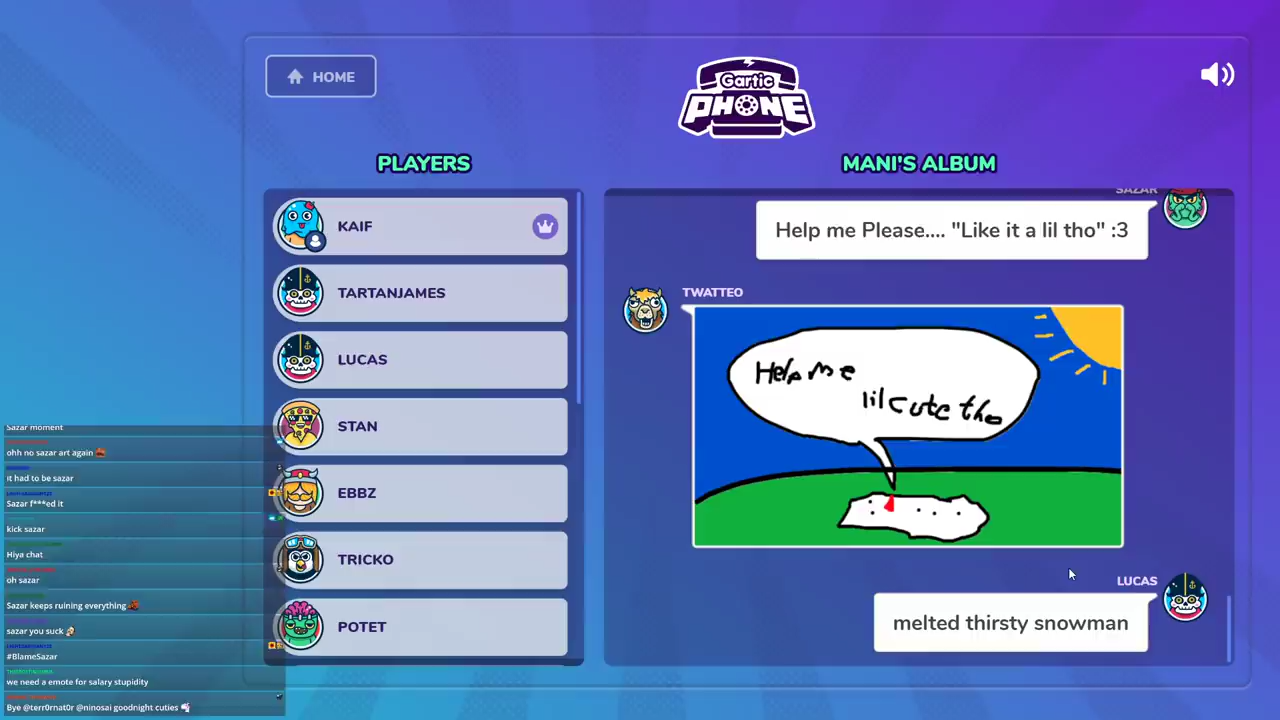 HOME
Gartic
PHONE
PLAYERS
MANI'S ALBUM
KAIF
TARTANJAMES
LUCAS
STAN
EBBZ
TRICKO
POTET
SAZAR
Help me Please.... "Like it a lil tho" :3
TWATTEO
Help me
lil cute tho
LUCAS
melted thirsty snowman
Sazar moment
ohh no sazar art again
it had to be sazar
Sazar f***ed it
kick sazar
Hiya chat
oh sazar
Sazar keeps ruining everything
sazar you suck
#BlameSazar
we need a emote for salary stupidity
Bye @terr0rnat0r @ninosai goodnight cuties